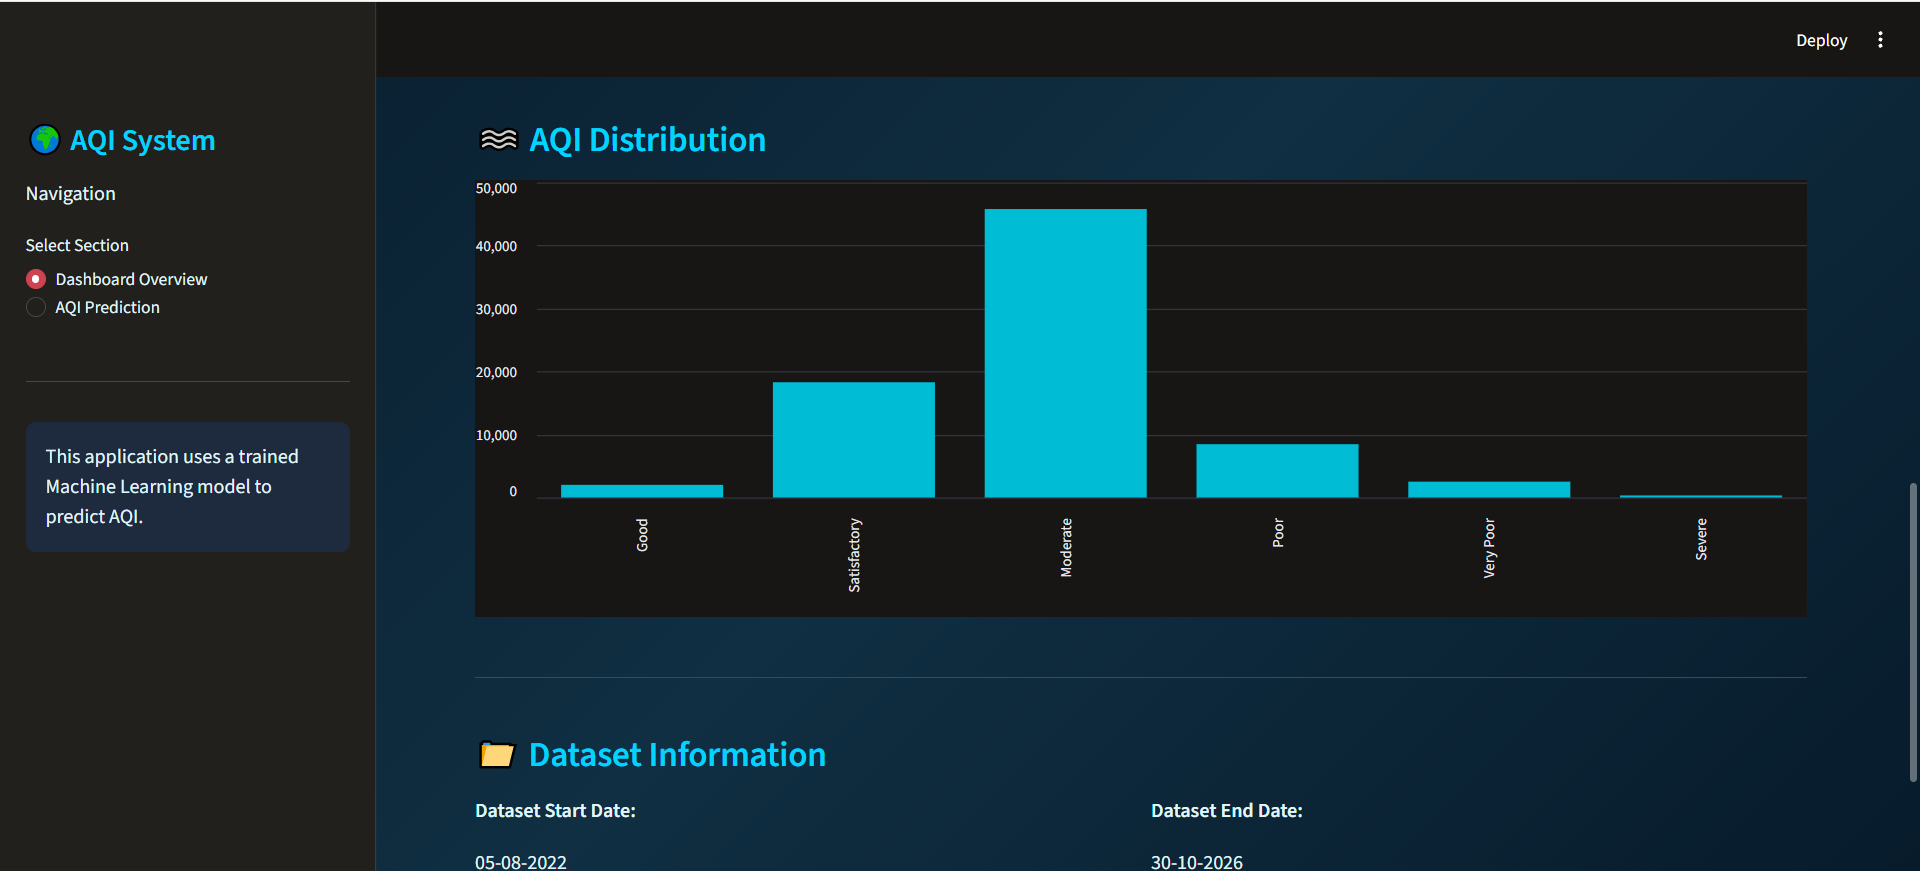 Deploy
AQI System
Navigation
Select Section
Dashboard Overview
AQI Prediction
This application uses a trained
Machine Learning model to
predict AQI.
AQI Distribution
50,000
40,000
30,000
20,000
10,000
0
Good
Satisfactory
Moderate
Poor
Very Poor
Severe
Dataset Information
Dataset Start Date:
Dataset End Date:
05-08-2022
30-10-2026